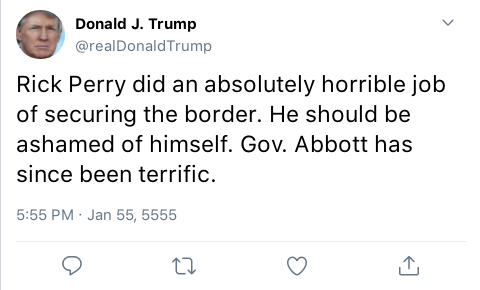 Donald J. Trump
@realDonaldTrump
Rick Perry did an absolutely horrible job
of securing the border. He should be
ashamed of himself. Gov. Abbott has
since been terrific.
5:55 PM · Jan 55, 5555